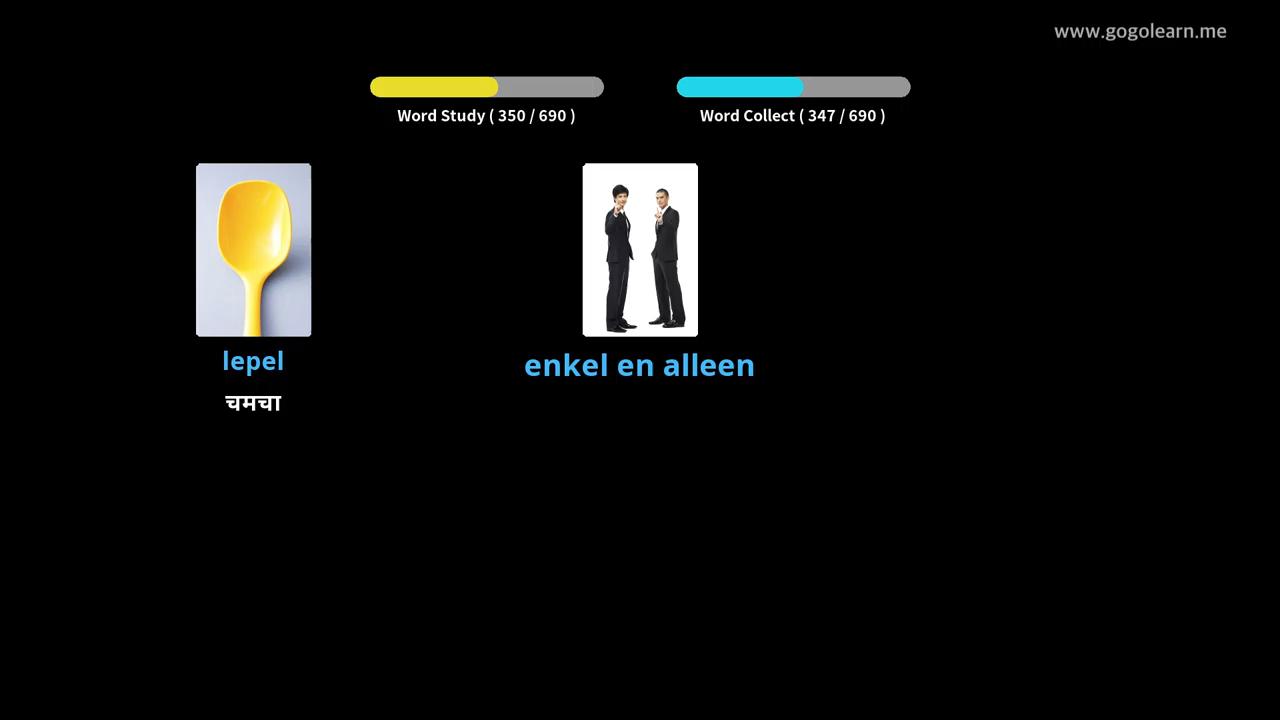 www.gogolearn.me
Word Study ( 350 / 690 )
Word Collect ( 347 / 690 )
lepel
चमचा
enkel en alleen